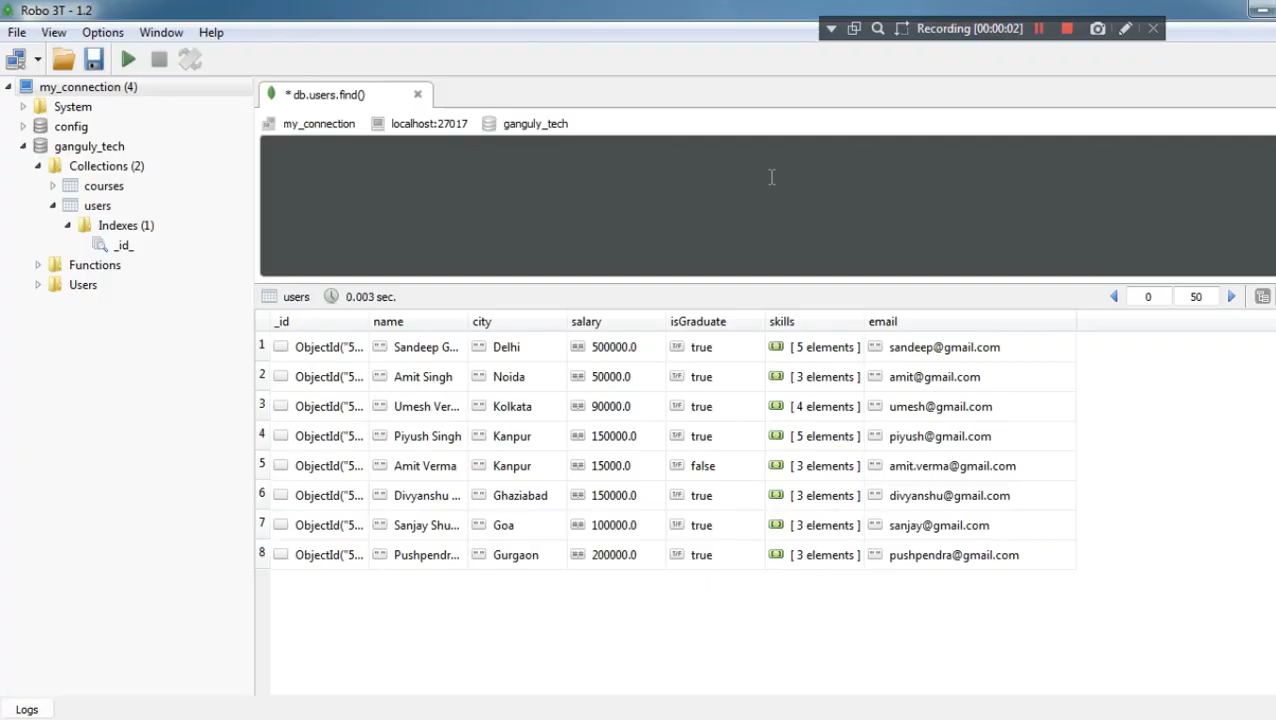 Robo 3T - 1.2
File View Options Window Help
Recording [00:00:02]
my_connection (4)
System
config
ganguly_tech
Collections (2)
courses
users
Indexes (1)
_id_
Functions
Users
* db.users.find()
my_connection localhost:27017 ganguly_tech
users 0.003 sec. 0 50
_id name city salary isGraduate skills email
1 ObjectId("5... Sandeep G... Delhi 500000.0 true [ 5 elements ] sandeep@gmail.com
2 ObjectId("5... Amit Singh Noida 50000.0 true [ 3 elements ] amit@gmail.com
3 ObjectId("5... Umesh Ver... Kolkata 90000.0 true [ 4 elements ] umesh@gmail.com
4 ObjectId("5... Piyush Singh Kanpur 150000.0 true [ 5 elements ] piyush@gmail.com
5 ObjectId("5... Amit Verma Kanpur 15000.0 false [ 3 elements ] amit.verma@gmail.com
6 ObjectId("5... Divyanshu ... Ghaziabad 150000.0 true [ 3 elements ] divyanshu@gmail.com
7 ObjectId("5... Sanjay Shu... Goa 100000.0 true [ 3 elements ] sanjay@gmail.com
8 ObjectId("5... Pushpendr... Gurgaon 200000.0 true [ 3 elements ] pushpendra@gmail.com
Logs